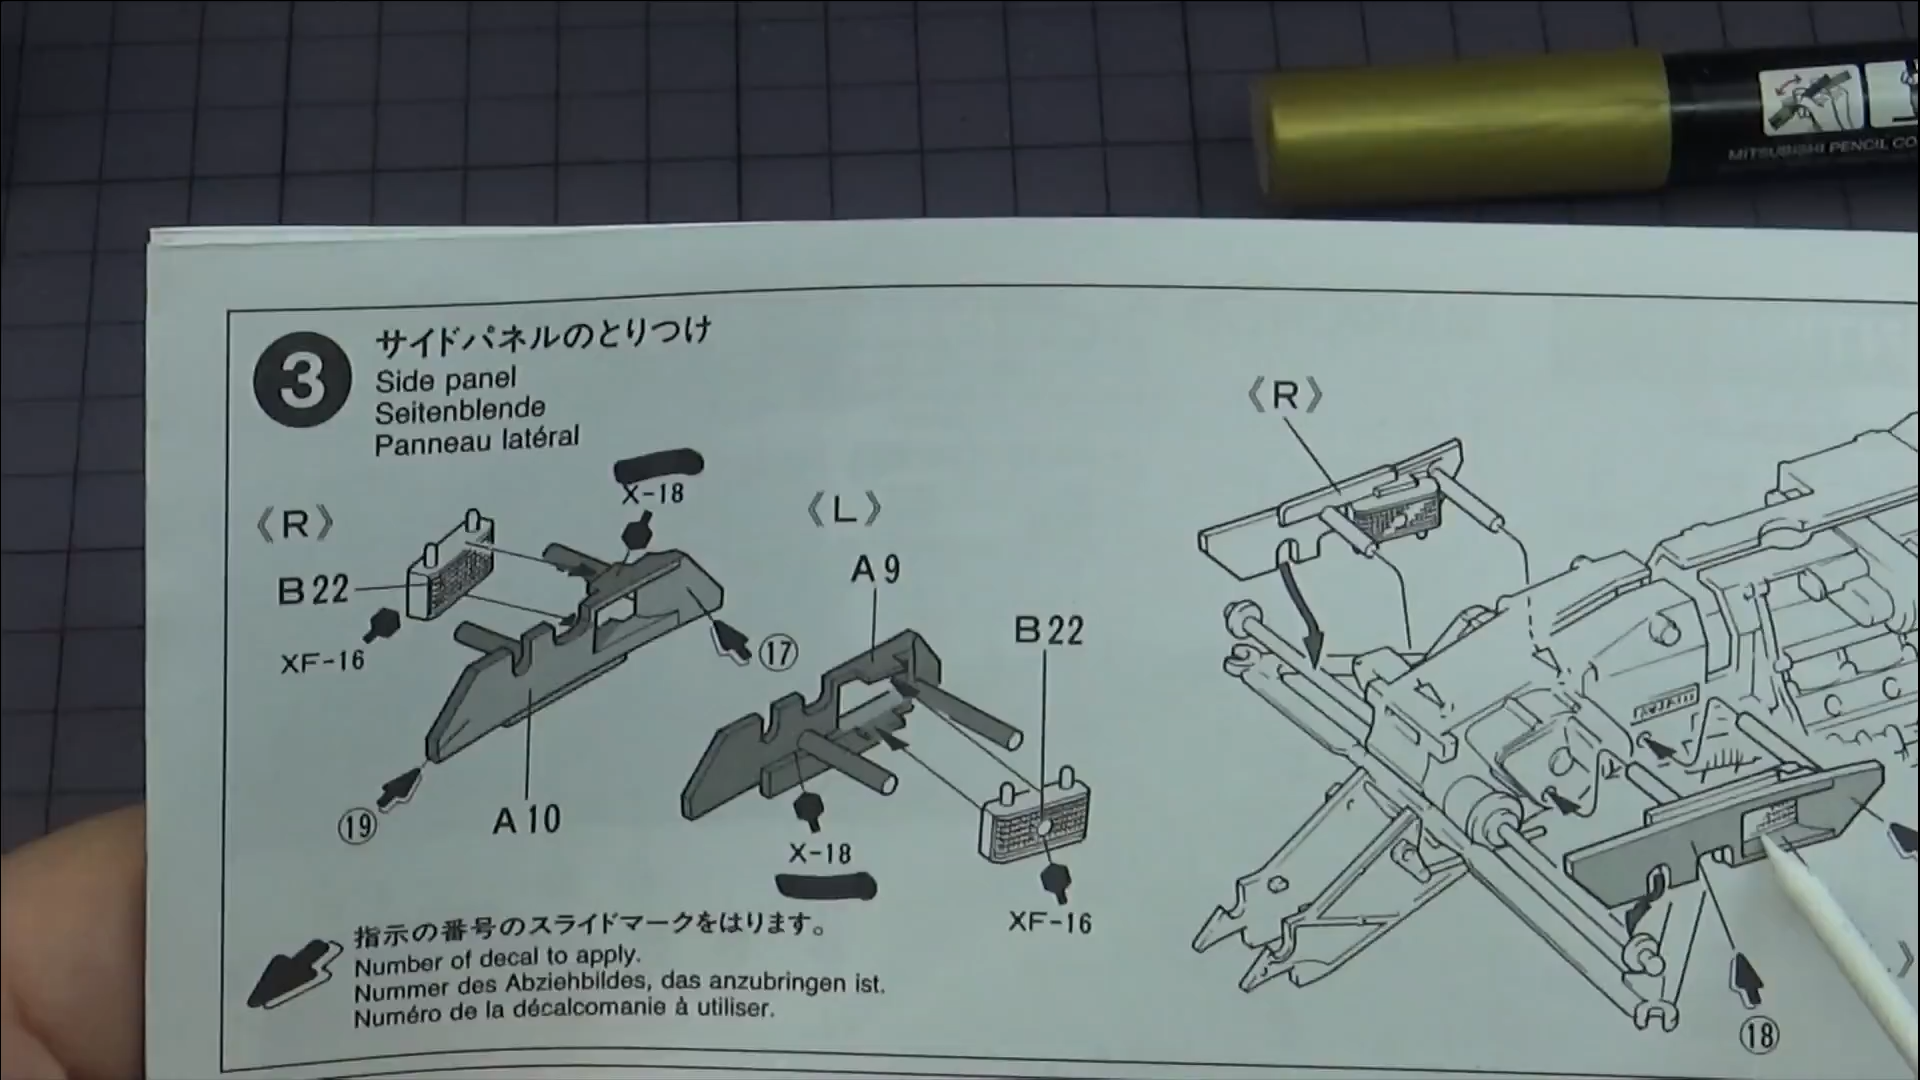 MITSUBISHI PENCIL CO
3
サイドパネルのとりつけ
Side panel
Seitenblende
Panneau latéral
《R》
X-18
B22
XF-16
17
19
A10
《L》
A9
B22
X-18
XF-16
《R》
C
C
18
》
指示の番号のスライドマークをはります。
Number of decal to apply.
Nummer des Abziehbildes, das anzubringen ist.
Numéro de la décalcomanie à utiliser.